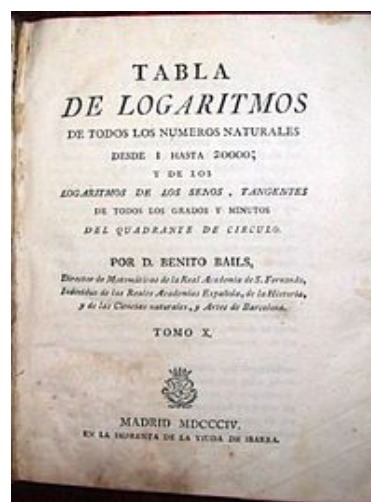 TABLA
DE LOGARITMOS
DE TODOS LOS NUMEROS NATURALES
DESDE 1 HASTA 20000;
Y DE LOS
LOGARITMOS DE LOS SENOS, TANGENTES
DE TODOS LOS GRADOS Y MINUTOS
DEL QUADRANTE DE CIRCULO.
POR D. BENITO BAILS,
Director de Matemáticas de la Real Academia de S. Fernando,
Individuo de las Reales Academias Española, de la Historia,
y de las Ciencias naturales, y Artes de Barcelona.
TOMO X.
MADRID MDCCCIV.
EN LA IMPRENTA DE LA VIUDA DE IBARRA.